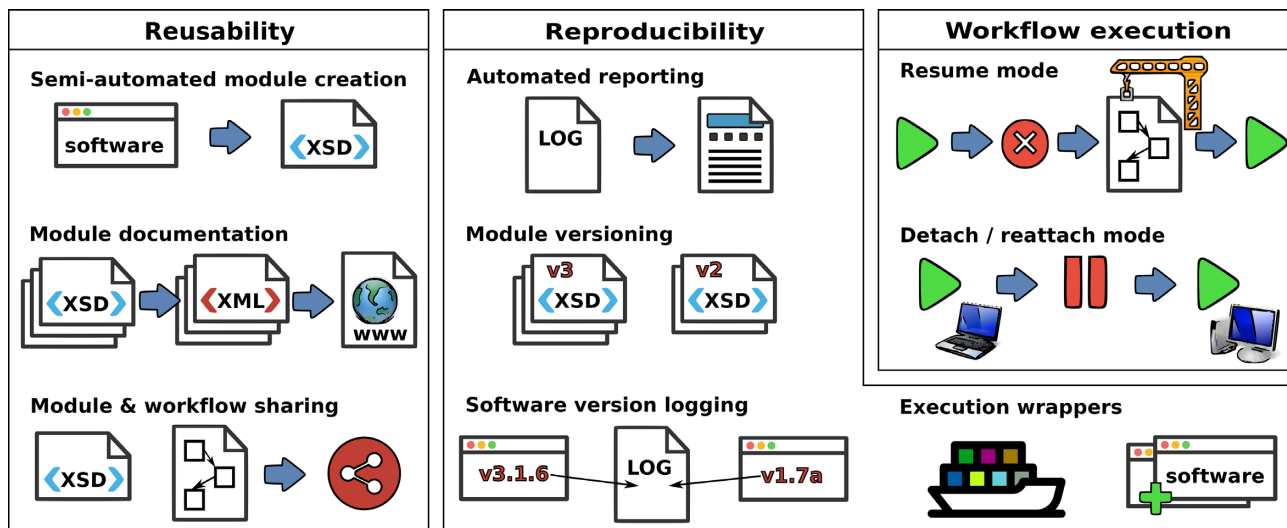 Reusability
Semi-automated module creation
software
XSD
Module documentation
XSD
XML
www
Module & workflow sharing
XSD
Reproducibility
Automated reporting
LOG
Module versioning
v3
XSD
v2
XSD
Software version logging
v3.1.6
LOG
v1.7a
Workflow execution
Resume mode
Detach / reattach mode
Execution wrappers
software